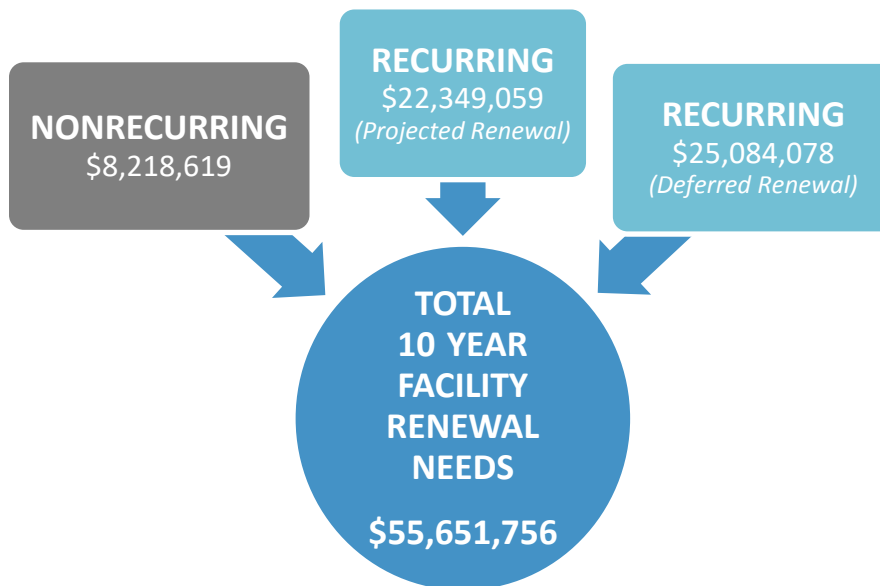 NONRECURRING
$8,218,619
RECURRING
$22,349,059
(Projected Renewal)
RECURRING
$25,084,078
(Deferred Renewal)
TOTAL
10 YEAR
FACILITY
RENEWAL
NEEDS
$55,651,756